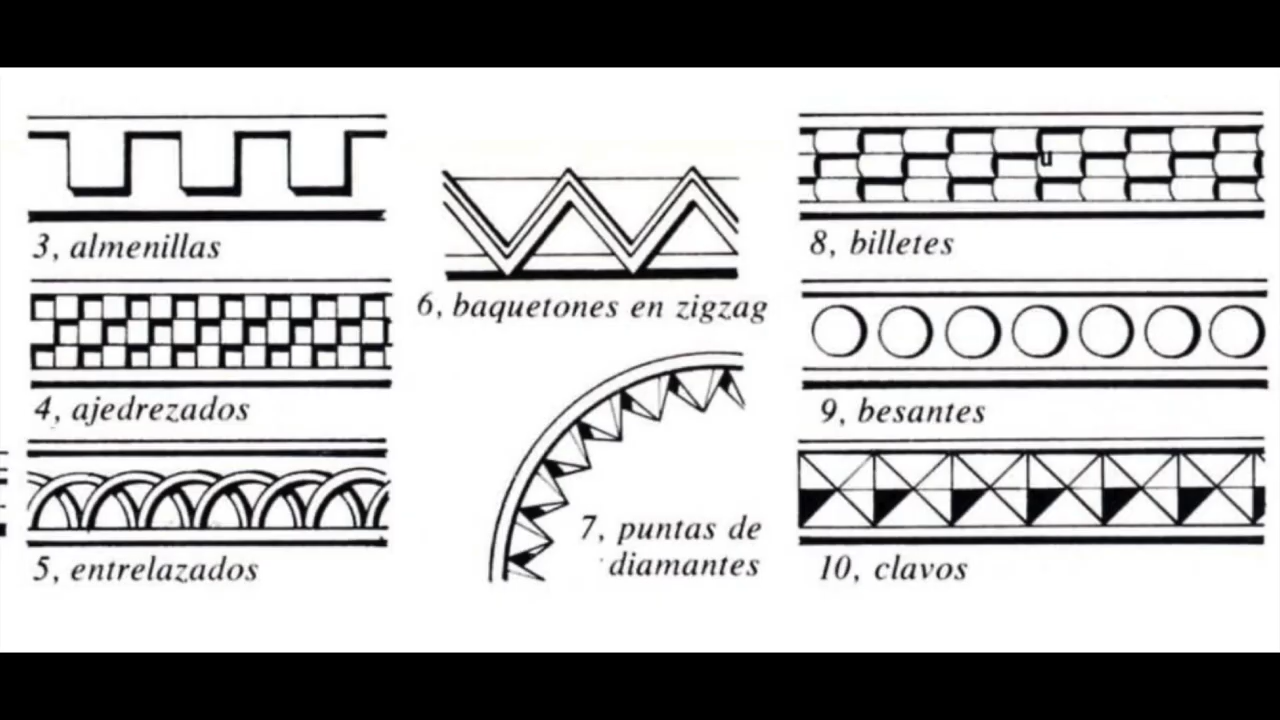 3, almenillas
4, ajedrezados
5, entrelazados
6, baquetones en zigzag
7, puntas de
diamantes
8, billetes
9, besantes
10, clavos